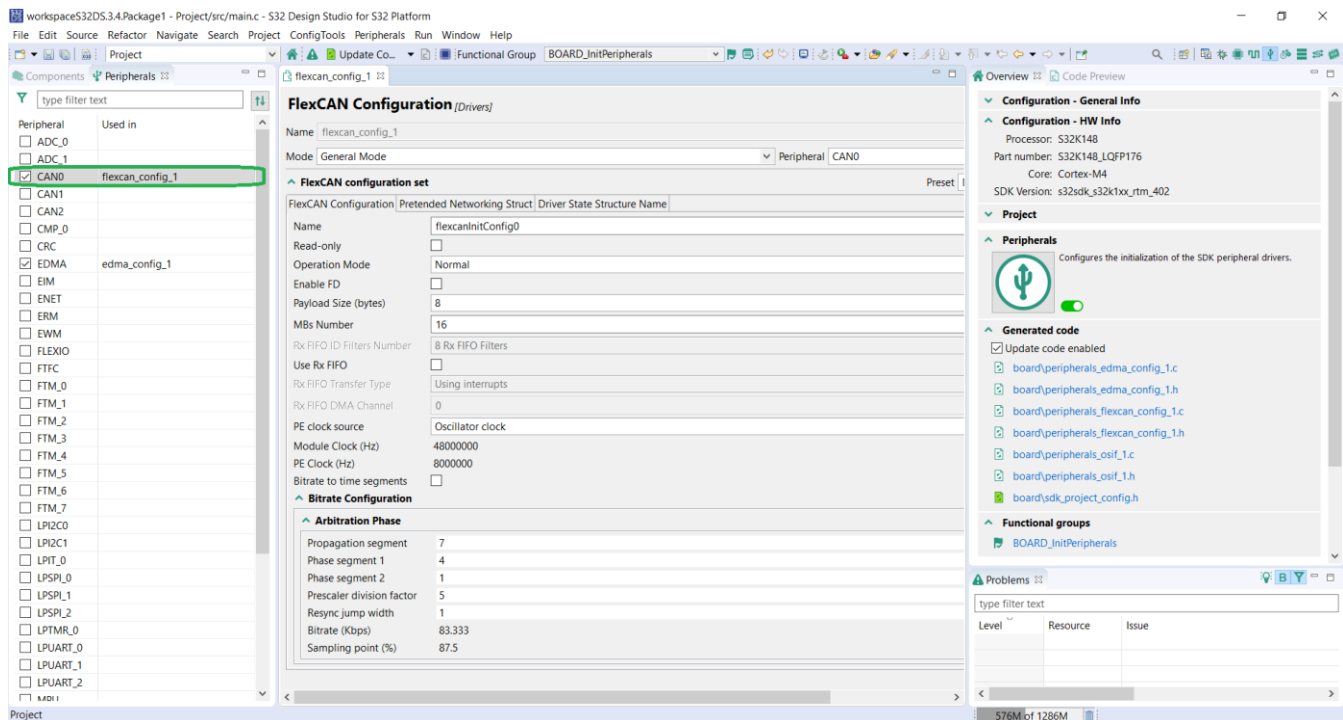 workspaceS32DS.3.4.Package1 - Project/src/main.c - S32 Design Studio for S32 Platform
File Edit Source Refactor Navigate Search Project ConfigTools Peripherals Run Window Help
Project
Update Co...
Functional Group BOARD_InitPeripherals
Components Peripherals
type filter text
Peripheral Used in
ADC_0
ADC_1
CAN0 flexcan_config_1
CAN1
CAN2
CMP_0
CRC
EDMA edma_config_1
EIM
ENET
ERM
EWM
FLEXIO
FTFC
FTM_0
FTM_1
FTM_2
FTM_3
FTM_4
FTM_5
FTM_6
FTM_7
LPI2C0
LPI2C1
LPIT_0
LPSPI_0
LPSPI_1
LPSPI_2
LPTMR_0
LPUART_0
LPUART_1
LPUART_2
MPU
flexcan_config_1
FlexCAN Configuration [Drivers]
Name flexcan_config_1
Mode General Mode Peripheral CAN0
FlexCAN configuration set Preset
FlexCAN Configuration Pretended Networking Struct Driver State Structure Name
Name flexcanInitConfig0
Read-only
Operation Mode Normal
Enable FD
Payload Size (bytes) 8
MBs Number 16
Rx FIFO ID Filters Number 8 Rx FIFO Filters
Use Rx FIFO
Rx FIFO Transfer Type Using interrupts
Rx FIFO DMA Channel 0
PE clock source Oscillator clock
Module Clock (Hz) 48000000
PE Clock (Hz) 8000000
Bitrate to time segments
Bitrate Configuration
Arbitration Phase
Propagation segment 7
Phase segment 1 4
Phase segment 2 1
Prescaler division factor 5
Resync jump width 1
Bitrate (Kbps) 83.333
Sampling point (%) 87.5
Overview Code Preview
Configuration - General Info
Configuration - HW Info
Processor: S32K148
Part number: S32K148_LQFP176
Core: Cortex-M4
SDK Version: s32sdk_s32k1xx_rtm_402
Project
Peripherals
Configures the initialization of the SDK peripheral drivers.
Generated code
Update code enabled
board\peripherals_edma_config_1.c
board\peripherals_edma_config_1.h
board\peripherals_flexcan_config_1.c
board\peripherals_flexcan_config_1.h
board\peripherals_osif_1.c
board\peripherals_osif_1.h
board\sdk_project_config.h
Functional groups
BOARD_InitPeripherals
Problems
type filter text
Level Resource Issue
Project
576M of 1286M